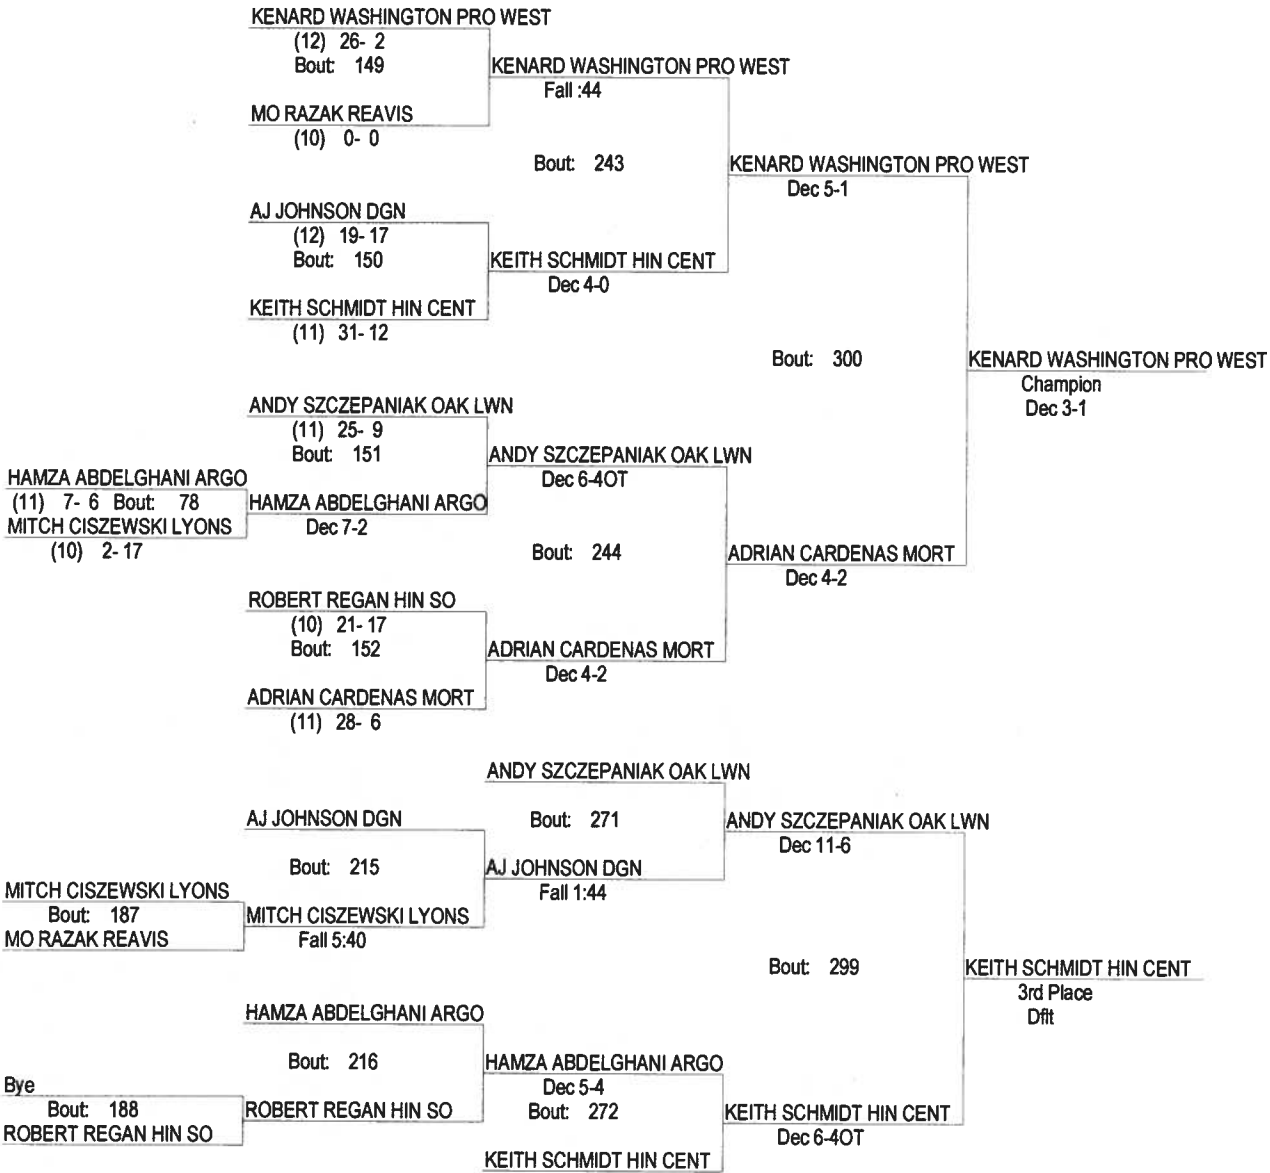 KENARD WASHINGTON PRO WEST
(12) 26- 2
Bout: 149
KENARD WASHINGTON PRO WEST
Fall :44
MO RAZAK REAVIS
(10) 0- 0
Bout: 243
KENARD WASHINGTON PRO WEST
Dec 5-1
AJ JOHNSON DGN
(12) 19- 17
Bout: 150
KEITH SCHMIDT HIN CENT
Dec 4-0
KEITH SCHMIDT HIN CENT
(11) 31- 12
Bout: 300
KENARD WASHINGTON PRO WEST
Champion
Dec 3-1
ANDY SZCZEPANIAK OAK LWN
(11) 25- 9
Bout: 151
ANDY SZCZEPANIAK OAK LWN
Dec 6-4OT
HAMZA ABDELGHANI ARGO
(11) 7- 6 Bout: 78
MITCH CISZEWSKI LYONS
(10) 2- 17
HAMZA ABDELGHANI ARGO
Dec 7-2
Bout: 244
ADRIAN CARDENAS MORT
Dec 4-2
ROBERT REGAN HIN SO
(10) 21- 17
Bout: 152
ADRIAN CARDENAS MORT
Dec 4-2
ADRIAN CARDENAS MORT
(11) 28- 6
ANDY SZCZEPANIAK OAK LWN
AJ JOHNSON DGN
Bout: 271
ANDY SZCZEPANIAK OAK LWN
Dec 11-6
Bout: 215
AJ JOHNSON DGN
Fall 1:44
MITCH CISZEWSKI LYONS
Bout: 187
MO RAZAK REAVIS
MITCH CISZEWSKI LYONS
Fall 5:40
Bout: 299
KEITH SCHMIDT HIN CENT
3rd Place
Dflt
HAMZA ABDELGHANI ARGO
Bout: 216
HAMZA ABDELGHANI ARGO
Dec 5-4
Bout: 272
Bye
Bout: 188
ROBERT REGAN HIN SO
ROBERT REGAN HIN SO
KEITH SCHMIDT HIN CENT
Dec 6-4OT
KEITH SCHMIDT HIN CENT